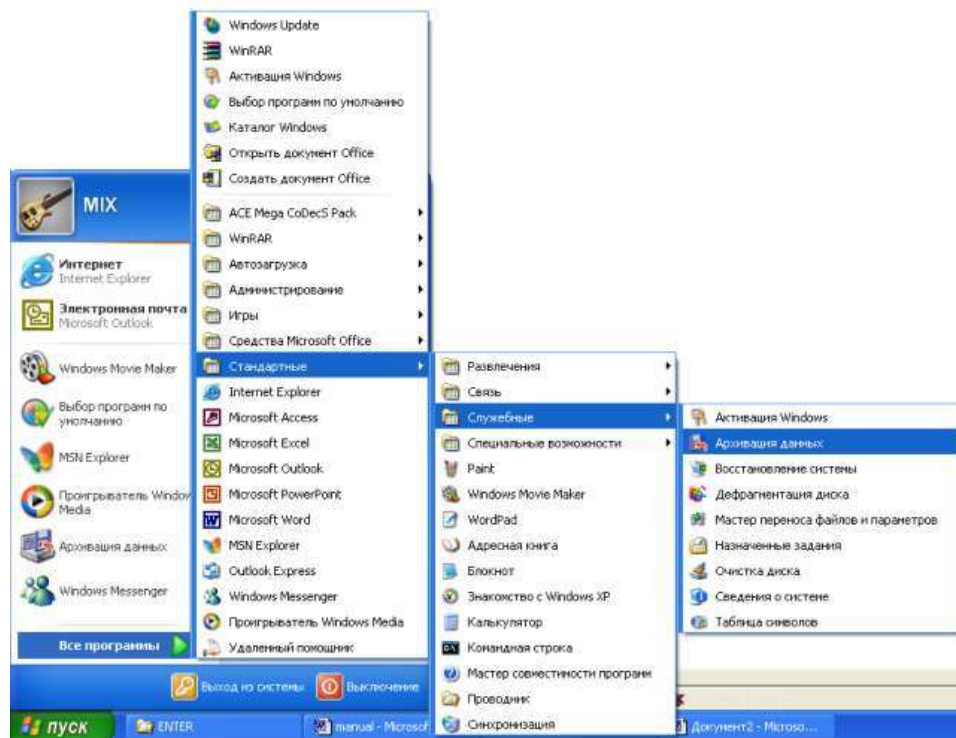 MIX
Интернет
Internet Explorer
Электронная почта
Microsoft Outlook
Windows Movie Maker
Выбор программ по
умолчанию
MSN Explorer
Проигрыватель Window
Media
Архивация данных
Windows Messenger
Все программы
Windows Update
WinRAR
Активация Windows
Выбор программ по умолчанию
Каталог Windows
Открыть документ Office
Создать документ Office
ACE Mega CoDecS Pack
WinRAR
Автозагрузка
Администрирование
Игры
Средства Microsoft Office
Стандартные
Internet Explorer
Microsoft Access
Microsoft Excel
Microsoft Outlook
Microsoft PowerPoint
Microsoft Word
MSN Explorer
Outlook Express
Windows Messenger
Проигрыватель Windows Media
Удаленный помощник
Развлечения
Связь
Служебные
Специальные возможности
Paint
Windows Movie Maker
WordPad
Адресная книга
Блокнот
Знакомство с Windows XP
Калькулятор
Командная строка
Мастер совместимости программ
Проводник
Синхронизация
Активация Windows
Архивация данных
Восстановление системы
Дефрагментация диска
Мастер переноса файлов и параметров
Назначенные задания
Очистка диска
Сведения о системе
Таблица символов
Выход из системы
Выключение
пуск
ENTER
manual - Microsof
Документ2 - Microso...